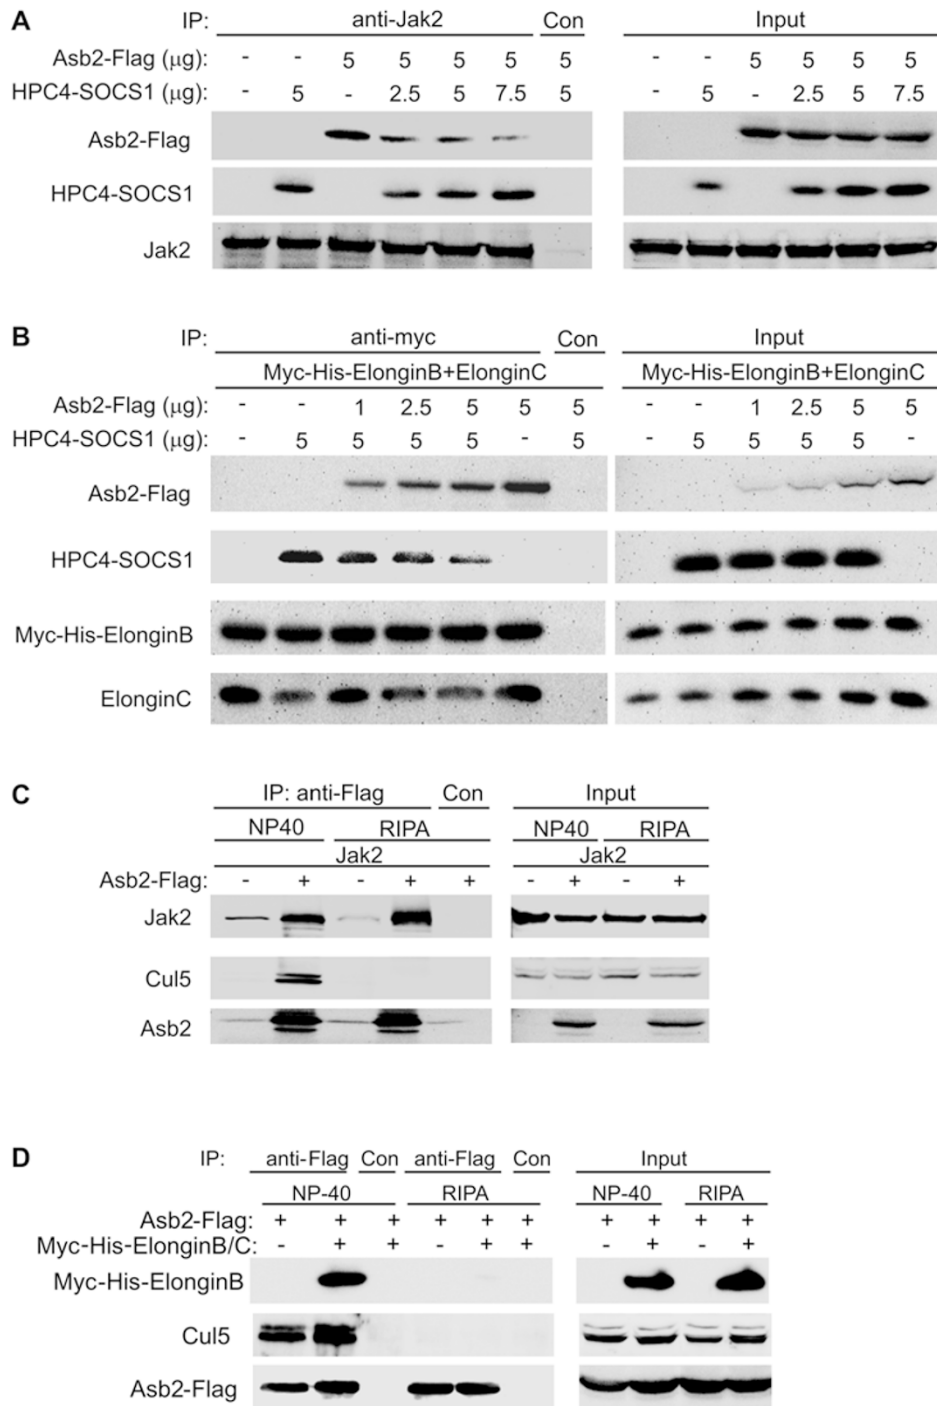 A
IP: anti-Jak2 Con Input
Asb2-Flag (μg): - - 5 5 5 5 5 - - 5 5 5 5
HPC4-SOCS1 (μg): - 5 - 2.5 5 7.5 5 - 5 - 2.5 5 7.5
Asb2-Flag
HPC4-SOCS1
Jak2
B
IP: anti-myc Con Input
Myc-His-ElonginB+ElonginC Myc-His-ElonginB+ElonginC
Asb2-Flag (μg): - - 1 2.5 5 5 5 - - 1 2.5 5 5
HPC4-SOCS1 (μg): - 5 5 5 5 - 5 - 5 5 5 5 -
Asb2-Flag
HPC4-SOCS1
Myc-His-ElonginB
ElonginC
C
IP: anti-Flag Con Input
NP40 RIPA NP40 RIPA
Jak2 Jak2
Asb2-Flag: - + - + + - + - +
Jak2
Cul5
Asb2
D
IP: anti-Flag Con anti-Flag Con Input
NP-40 RIPA NP-40 RIPA
Asb2-Flag: + + + + + + + + + +
Myc-His-ElonginB/C: - + + - + + - + - +
Myc-His-ElonginB
Cul5
Asb2-Flag